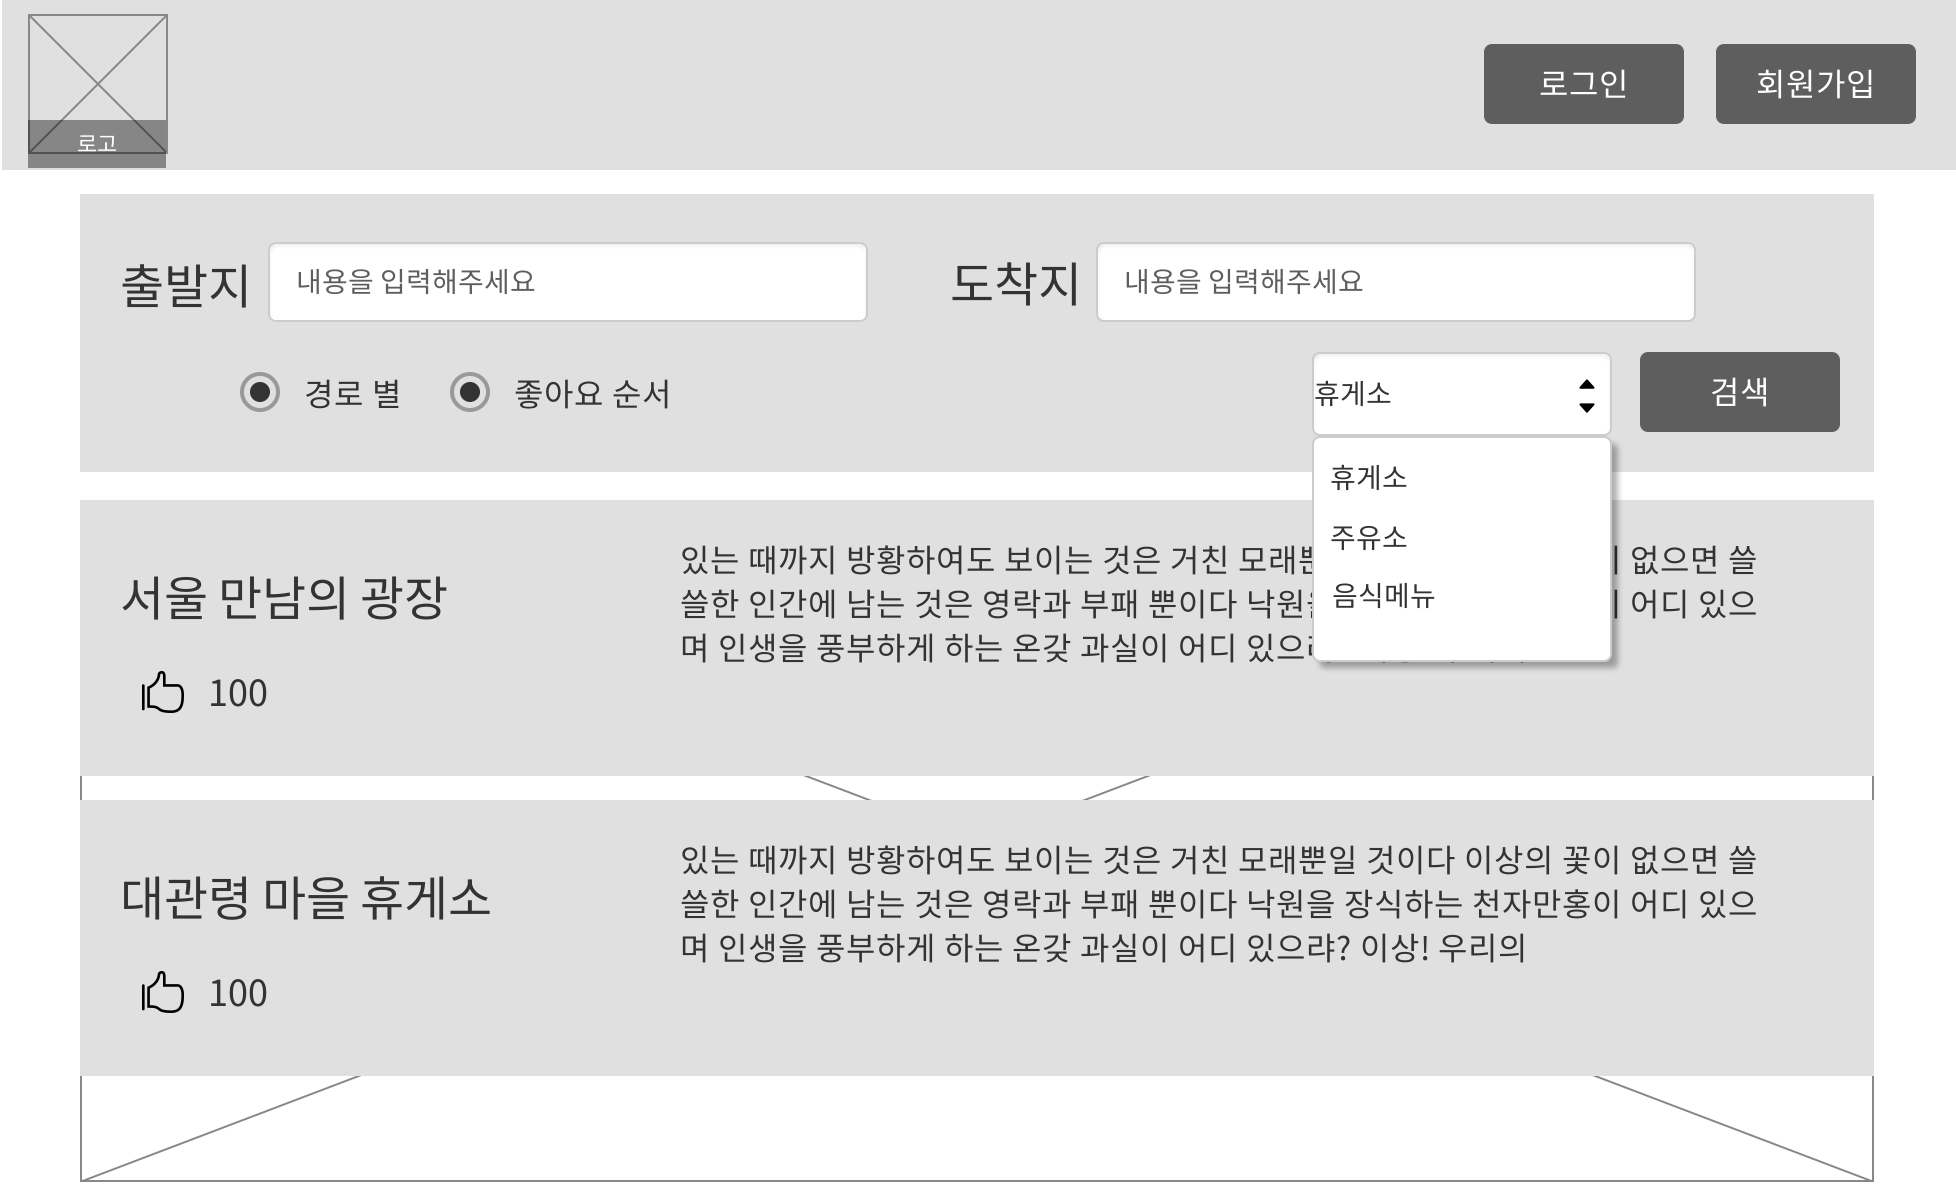 로고
로그인
회원가입
출발지
내용을 입력해주세요
도착지
내용을 입력해주세요
경로 별
좋아요 순서
휴게소
검색
휴게소
주유소
음식메뉴
서울 만남의 광장
있는 때까지 방황하여도 보이는 것은 거친 없으면 쓸
쓸한 인간에 남는 것은 영락과 부패 뿐이다 어디 있으
며 인생을 풍부하게 하는 온갖 과실이 어디
100
대관령 마을 휴게소
있는 때까지 방황하여도 보이는 것은 거친 모래뿐일 것이다 이상의 꽃이 없으면 쓸
쓸한 인간에 남는 것은 영락과 부패 뿐이다 낙원을 장식하는 천자만홍이 어디 있으
며 인생을 풍부하게 하는 온갖 과실이 어디 있으랴? 이상! 우리의
100